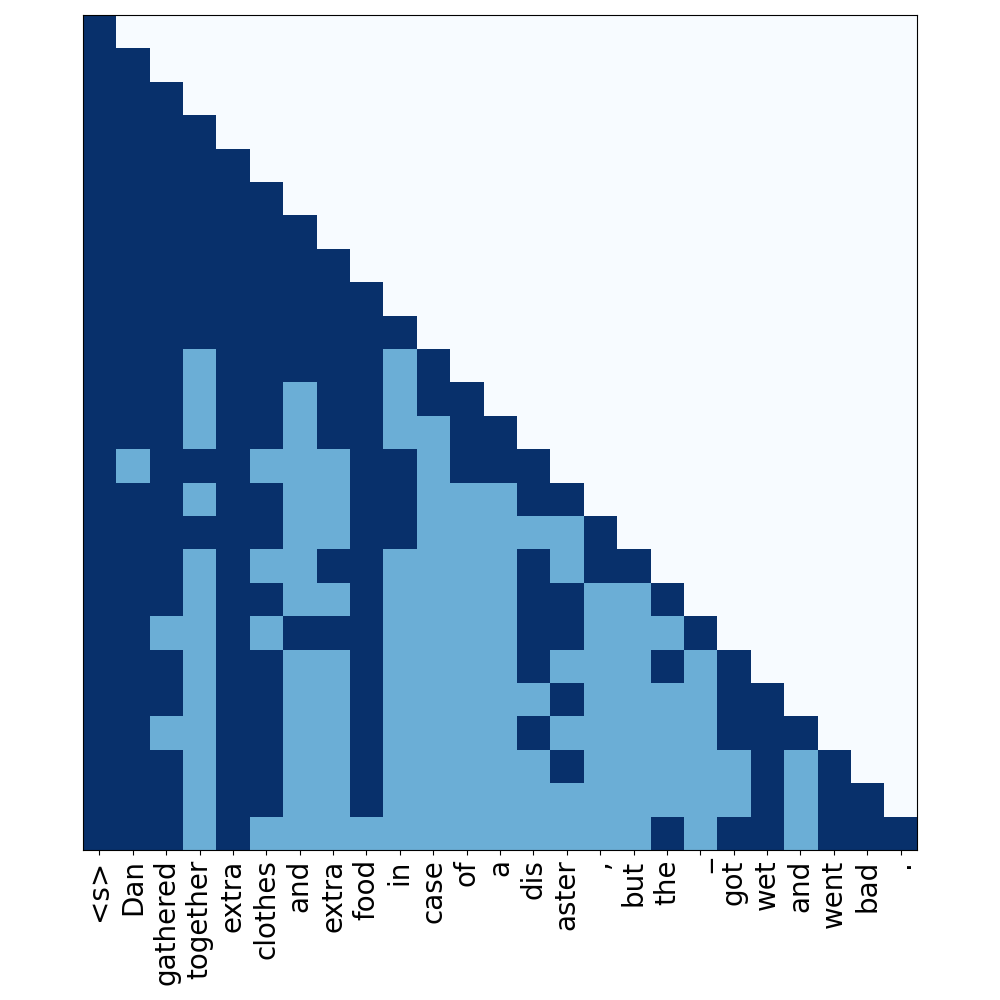 <s>
Dan
gathered
together
extra
clothes
and
extra
food
in
case
of
a
dis
aster
,
but
the
_
got
wet
and
went
bad
.